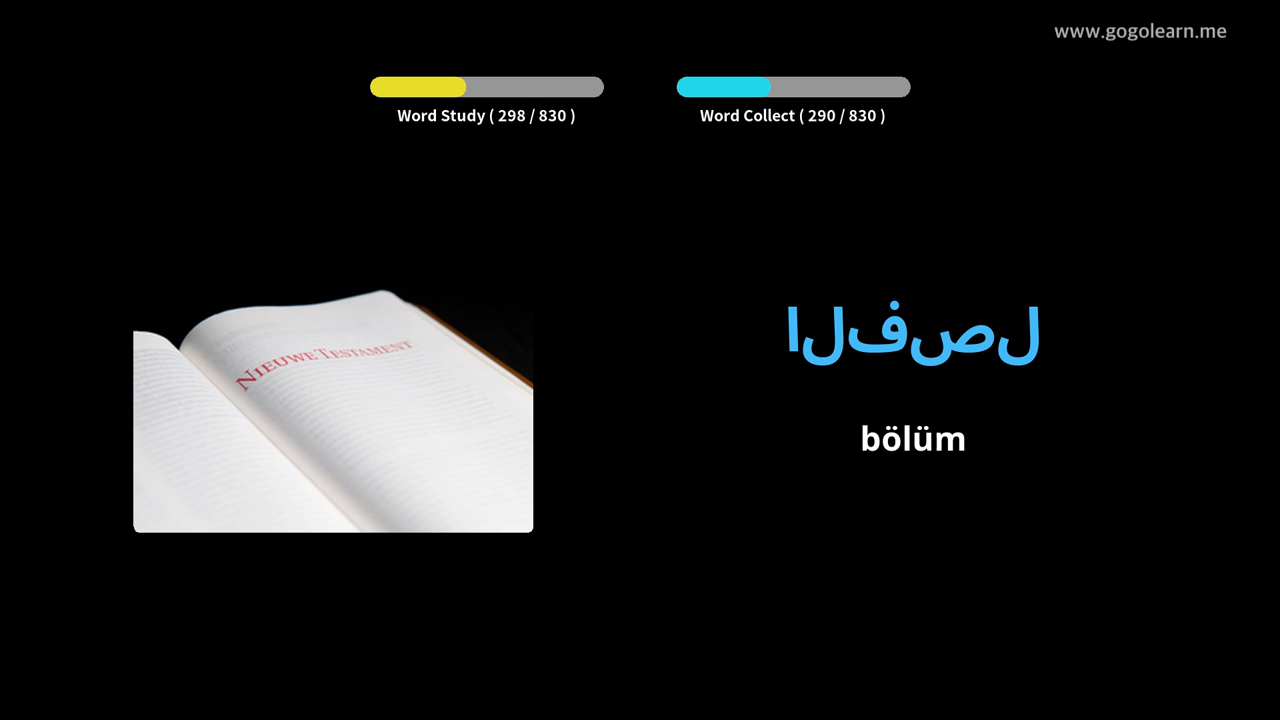 www.gogolearn.me
Word Study ( 298 / 830 )
Word Collect ( 290 / 830 )
NIEUWE TESTAMENT
الفصل
bölüm